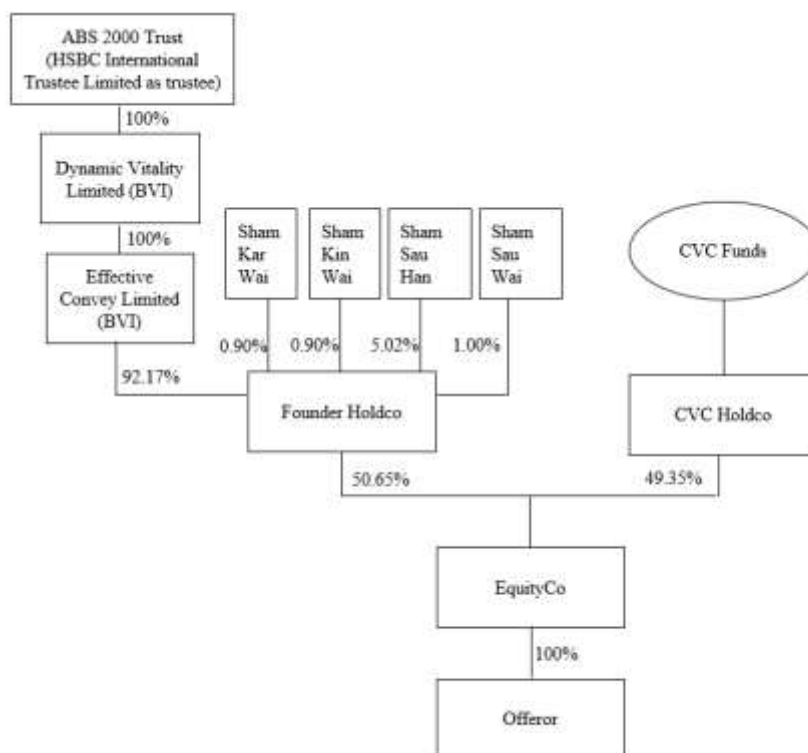 ABS 2000 Trust
(HSBC International
Trustee Limited as trustee)
100%
Dynamic Vitality
Limited (BVI)
100%
Effective
Convey Limited
(BVI)
Sham
Kar
Wai
Sham
Kin
Wai
Sham
Sau
Han
Sham
Sau
Wai
CVC Funds
92.17%
0.90%
0.90%
5.02%
1.00%
Founder Holdco
CVC Holdco
50.65%
49.35%
EquityCo
100%
Offeror